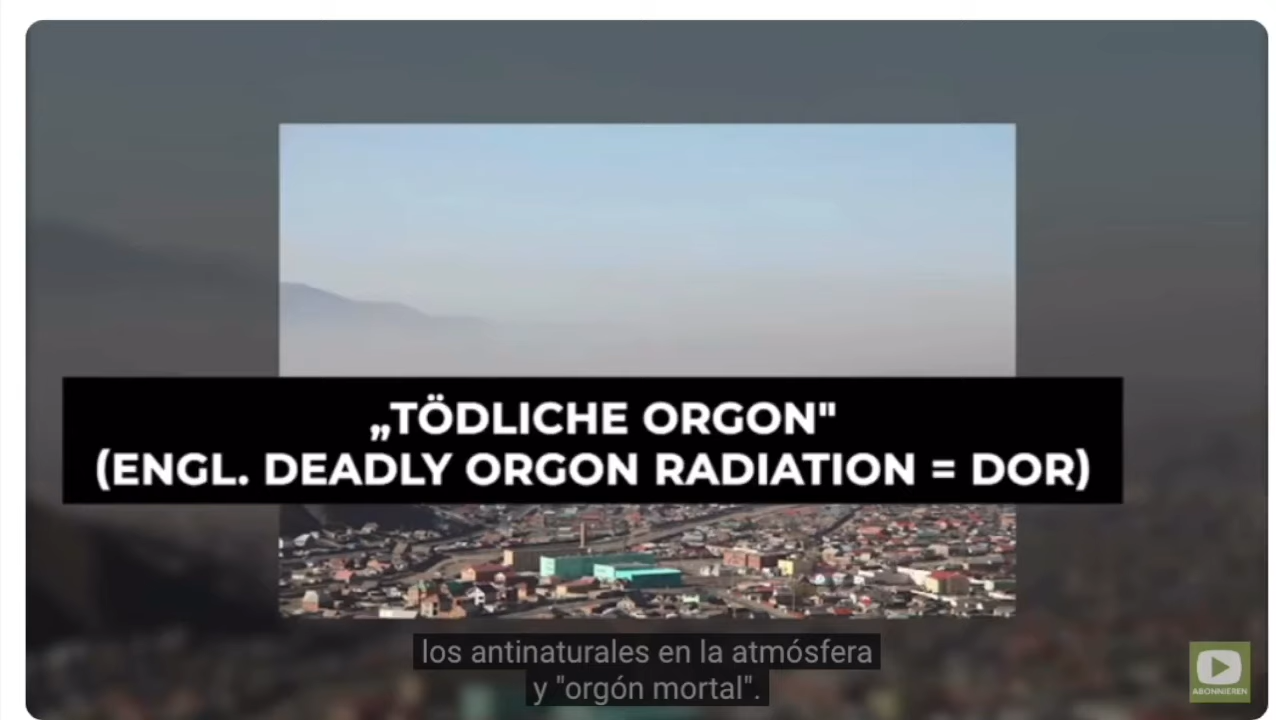 „TÖDLICHE ORGON"
(ENGL. DEADLY ORGON RADIATION = DOR)
los antinaturales en la atmósfera
y "orgón mortal".
ABONNIEREN